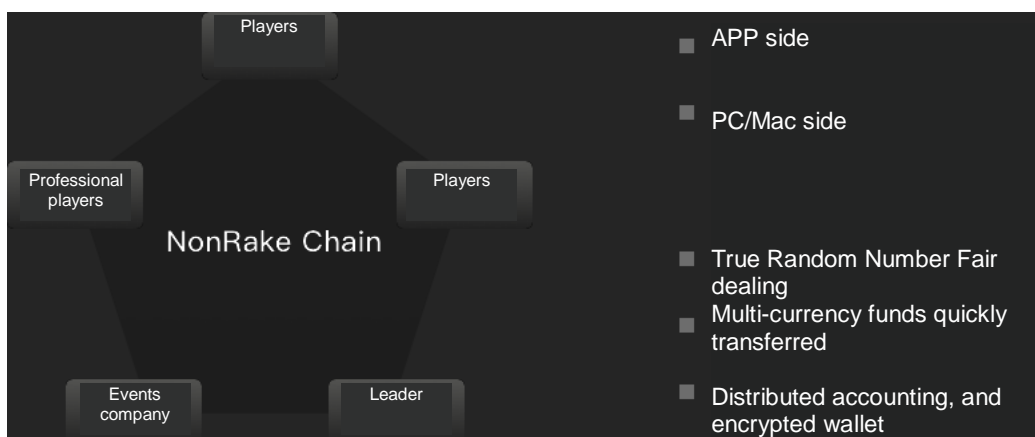 Players
Professional
players
Players
NonRake Chain
Events
company
Leader
APP side
PC/Mac side
True Random Number Fair
dealing
Multi-currency funds quickly
transferred
Distributed accounting, and
encrypted wallet